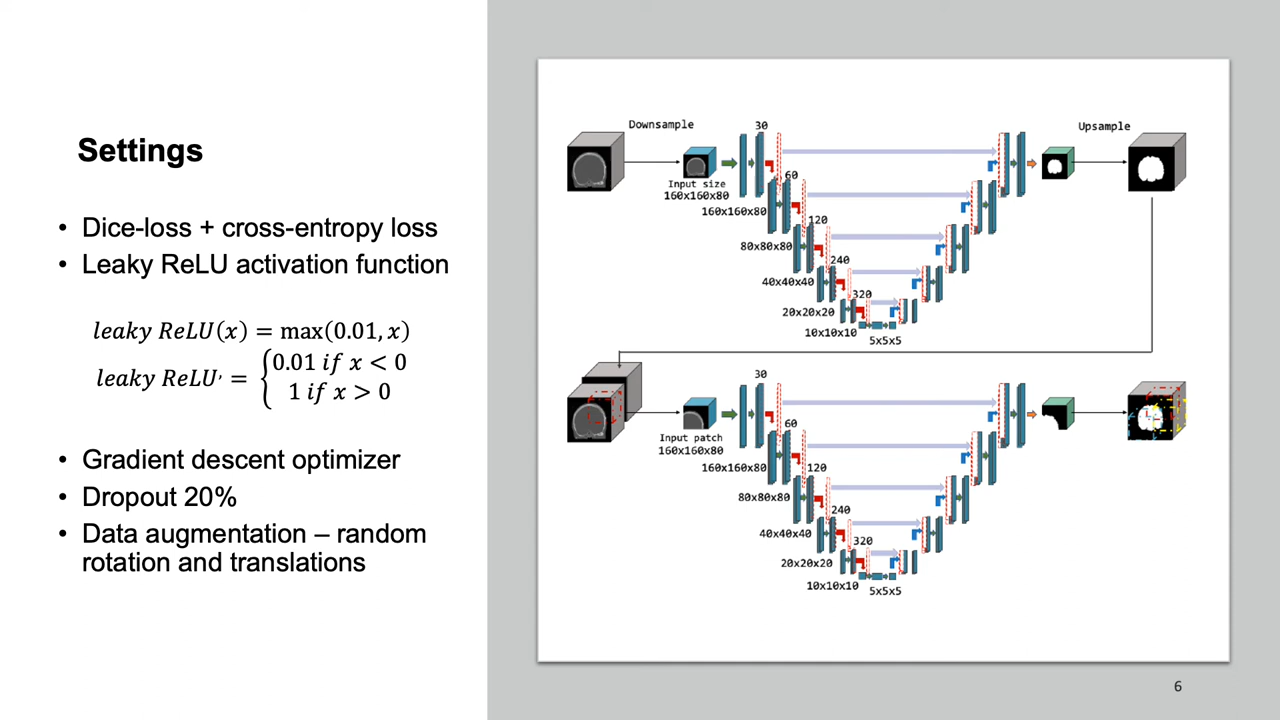 Settings
• Dice-loss + cross-entropy loss
• Leaky ReLU activation function
leaky ReLU(x) = max(0.01, x)
leaky ReLU′ = {0.01 if x < 0
1 if x > 0
• Gradient descent optimizer
• Dropout 20%
• Data augmentation – random
rotation and translations
Downsample
30
Upsample
Input size
160x160x80
60
160x160x80
120
80x80x80
240
40x40x40
320
20x20x20
10x10x10
5x5x5
30
Input patch
160x160x80
60
160x160x80
120
80x80x80
240
40x40x40
320
20x20x20
10x10x10
5x5x5
6